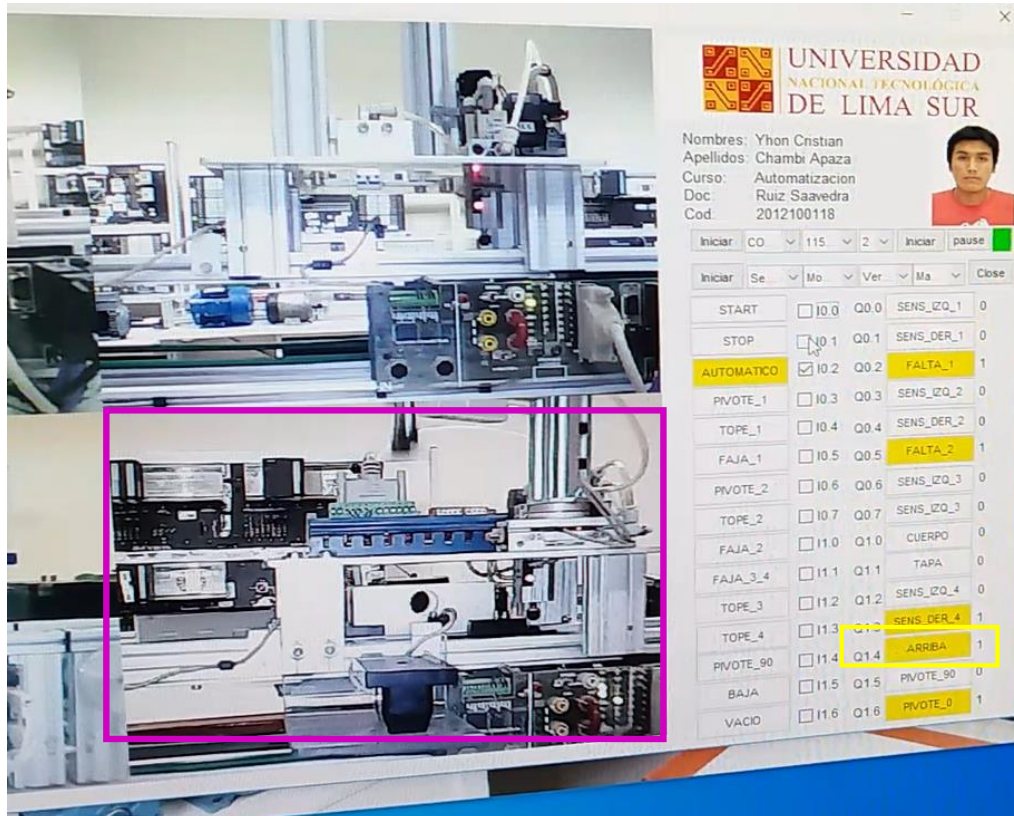 UNIVERSIDAD
NACIONAL TECNOLÓGICA
DE LIMA SUR
Nombres: Yhon Cristian
Apellidos: Chambi Apaza
Curso: Automatizacion
Doc: Ruiz Saavedra
Cod: 2012100118
Iniciar CO... 115... 2 Iniciar pause
Iniciar Se... Mo... Ver... Ma... Close
START I0.0 Q0.0 SENS_IZQ_1 0
STOP I0.1 Q0.1 SENS_DER_1 0
AUTOMATICO I0.2 Q0.2 FALTA_1 1
PIVOTE_1 I0.3 Q0.3 SENS_IZQ_2 0
TOPE_1 I0.4 Q0.4 SENS_DER_2 0
FAJA_1 I0.5 Q0.5 FALTA_2 1
PIVOTE_2 I0.6 Q0.6 SENS_IZQ_3 0
TOPE_2 I0.7 Q0.7 SENS_IZQ_3 0
FAJA_2 I1.0 Q1.0 CUERPO 0
FAJA_3_4 I1.1 Q1.1 TAPA 0
TOPE_3 I1.2 Q1.2 SENS_IZQ_4 0
TOPE_4 I1.3 Q1.3 SENS_DER_4 1
PIVOTE_90 I1.4 Q1.4 ARRIBA 1
BAJA I1.5 Q1.5 PIVOTE_90 0
VACIO I1.6 Q1.6 PIVOTE_0 1